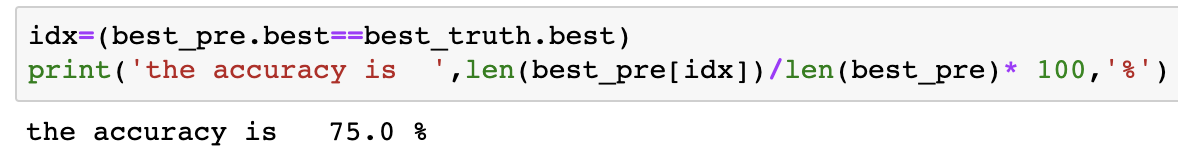 idx=(best_pre.best==best_truth.best)
print('the accuracy is  ',len(best_pre[idx])/len(best_pre)* 100,'%')
the accuracy is   75.0 %